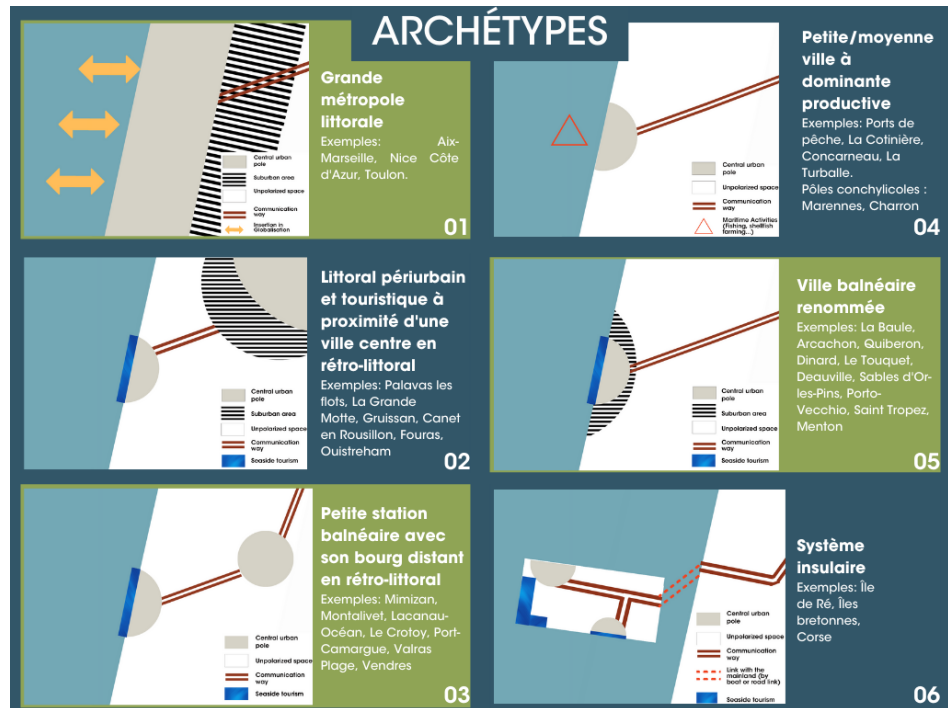 ARCHÉTYPES
Grande
métropole
littorale
Exemples: Aix-
Marseille, Nice Côte
d'Azur, Toulon.
Central urban
pole
Suburban area
Unpolarized space
Communication
way
Insertion in
Globalisation
01
Littoral périurbain
et touristique à
proximité d'une
ville centre en
rétro-littoral
Exemples: Palavas les
flots, La Grande
Motte, Gruissan, Canet
en Rousillon, Fouras,
Ouistreham
Central urban
pole
Suburban area
Unpolarized space
Communication
way
Seaside tourism
02
Petite station
balnéaire avec
son bourg distant
en rétro-littoral
Exemples: Mimizan,
Montalivet, Lacanau-
Océan, Le Crotoy, Port-
Camargue, Valras
Plage, Vendres
Central urban
pole
Unpolarized space
Communication
way
Seaside tourism
03
Petite/moyenne
ville à
dominante
productive
Exemples: Ports de
pêche, La Cotinière,
Concarneau, La
Turballe.
Pôles conchylicoles :
Marennes, Charron
Central urban
pole
Unpolarized space
Communication
way
Maritime Activities
(fishing, shellfish
farming...)
04
Ville balnéaire
renommée
Exemples: La Baule,
Arcachon, Quiberon,
Dinard, Le Touquet,
Deauville, Sables d'Or-
les-Pins, Porto-
Vecchio, Saint Tropez,
Menton
Central urban
pole
Suburban area
Unpolarized space
Communication
way
Seaside tourism
05
Système
insulaire
Exemples: Île
de Ré, Îles
bretonnes,
Corse
Central urban
pole
Unpolarized space
Communication
way
Link with the
mainland (by
boat or road link)
Seaside tourism
06